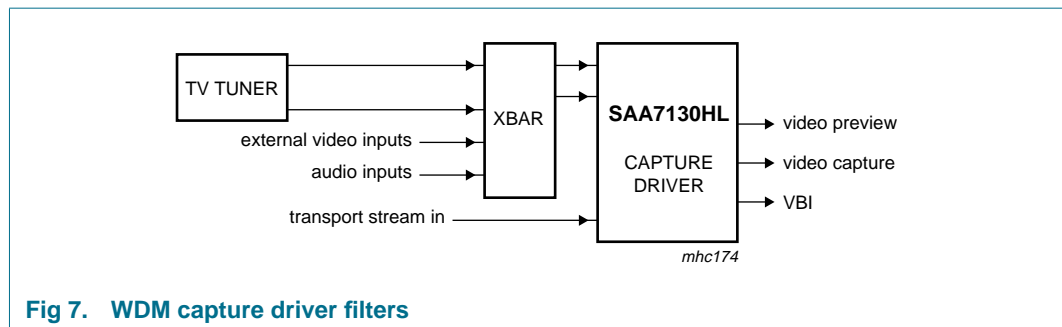 TV TUNER
external video inputs
audio inputs
transport stream in
XBAR
SAA7130HL
CAPTURE
DRIVER
video preview
video capture
VBI
mhc174
Fig 7. WDM capture driver filters